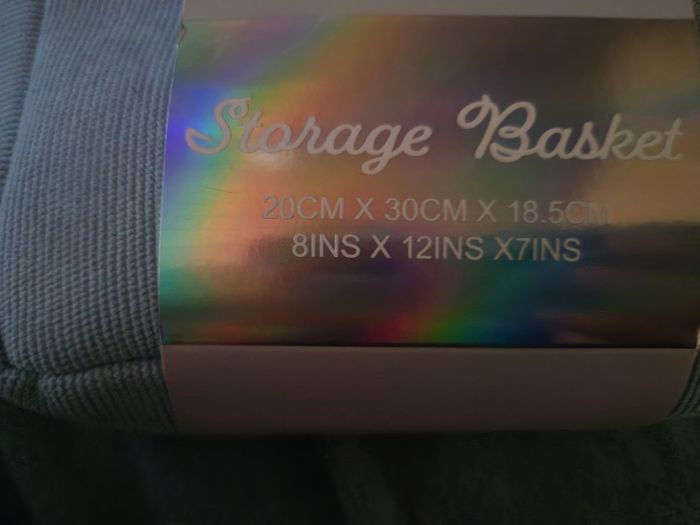 Storage Basket
20CM X 30CM X 18.5CM
8INS X 12INS X7INS